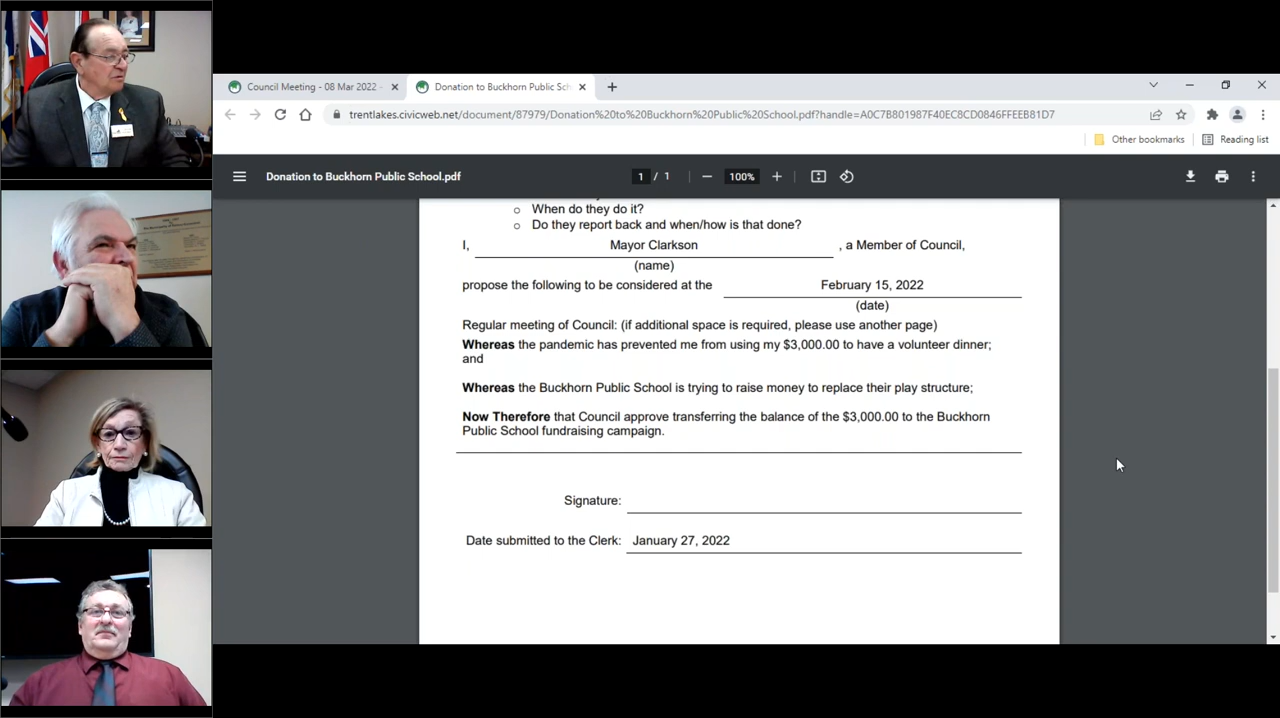 Council Meeting - 08 Mar 2022 -
Donation to Buckhorn Public Sch
trentlakes.civicweb.net/document/87979/Donation%20to%20Buckhorn%20Public%20School.pdf?handle=A0C7B801987F40EC8CD0846FFEEB81D7
Other bookmarks
Reading list
Donation to Buckhorn Public School.pdf
1 / 1
100%
o When do they do it?
o Do they report back and when/how is that done?
I, Mayor Clarkson , a Member of Council,
(name)
propose the following to be considered at the February 15, 2022
(date)
Regular meeting of Council: (if additional space is required, please use another page)
Whereas the pandemic has prevented me from using my $3,000.00 to have a volunteer dinner;
and
Whereas the Buckhorn Public School is trying to raise money to replace their play structure;
Now Therefore that Council approve transferring the balance of the $3,000.00 to the Buckhorn
Public School fundraising campaign.
Signature:
Date submitted to the Clerk: January 27, 2022